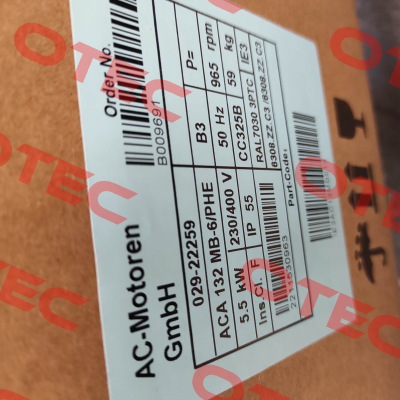 AC-Motoren
GmbH
Order No.
B009691
029-22259
B3
P=
ACA 132 MB-6/PHE
50 Hz
965 rpm
5.5 kW
230/400 V
CC325B
59 kg
Ins.Cl. F
IP 55
RAL7030 3PTC
IE3
6308 ZZ C3 /6308 ZZ C3
2211530963
Part-Code:
OTEC
OTEC
OTEC
OTEC
OTEC